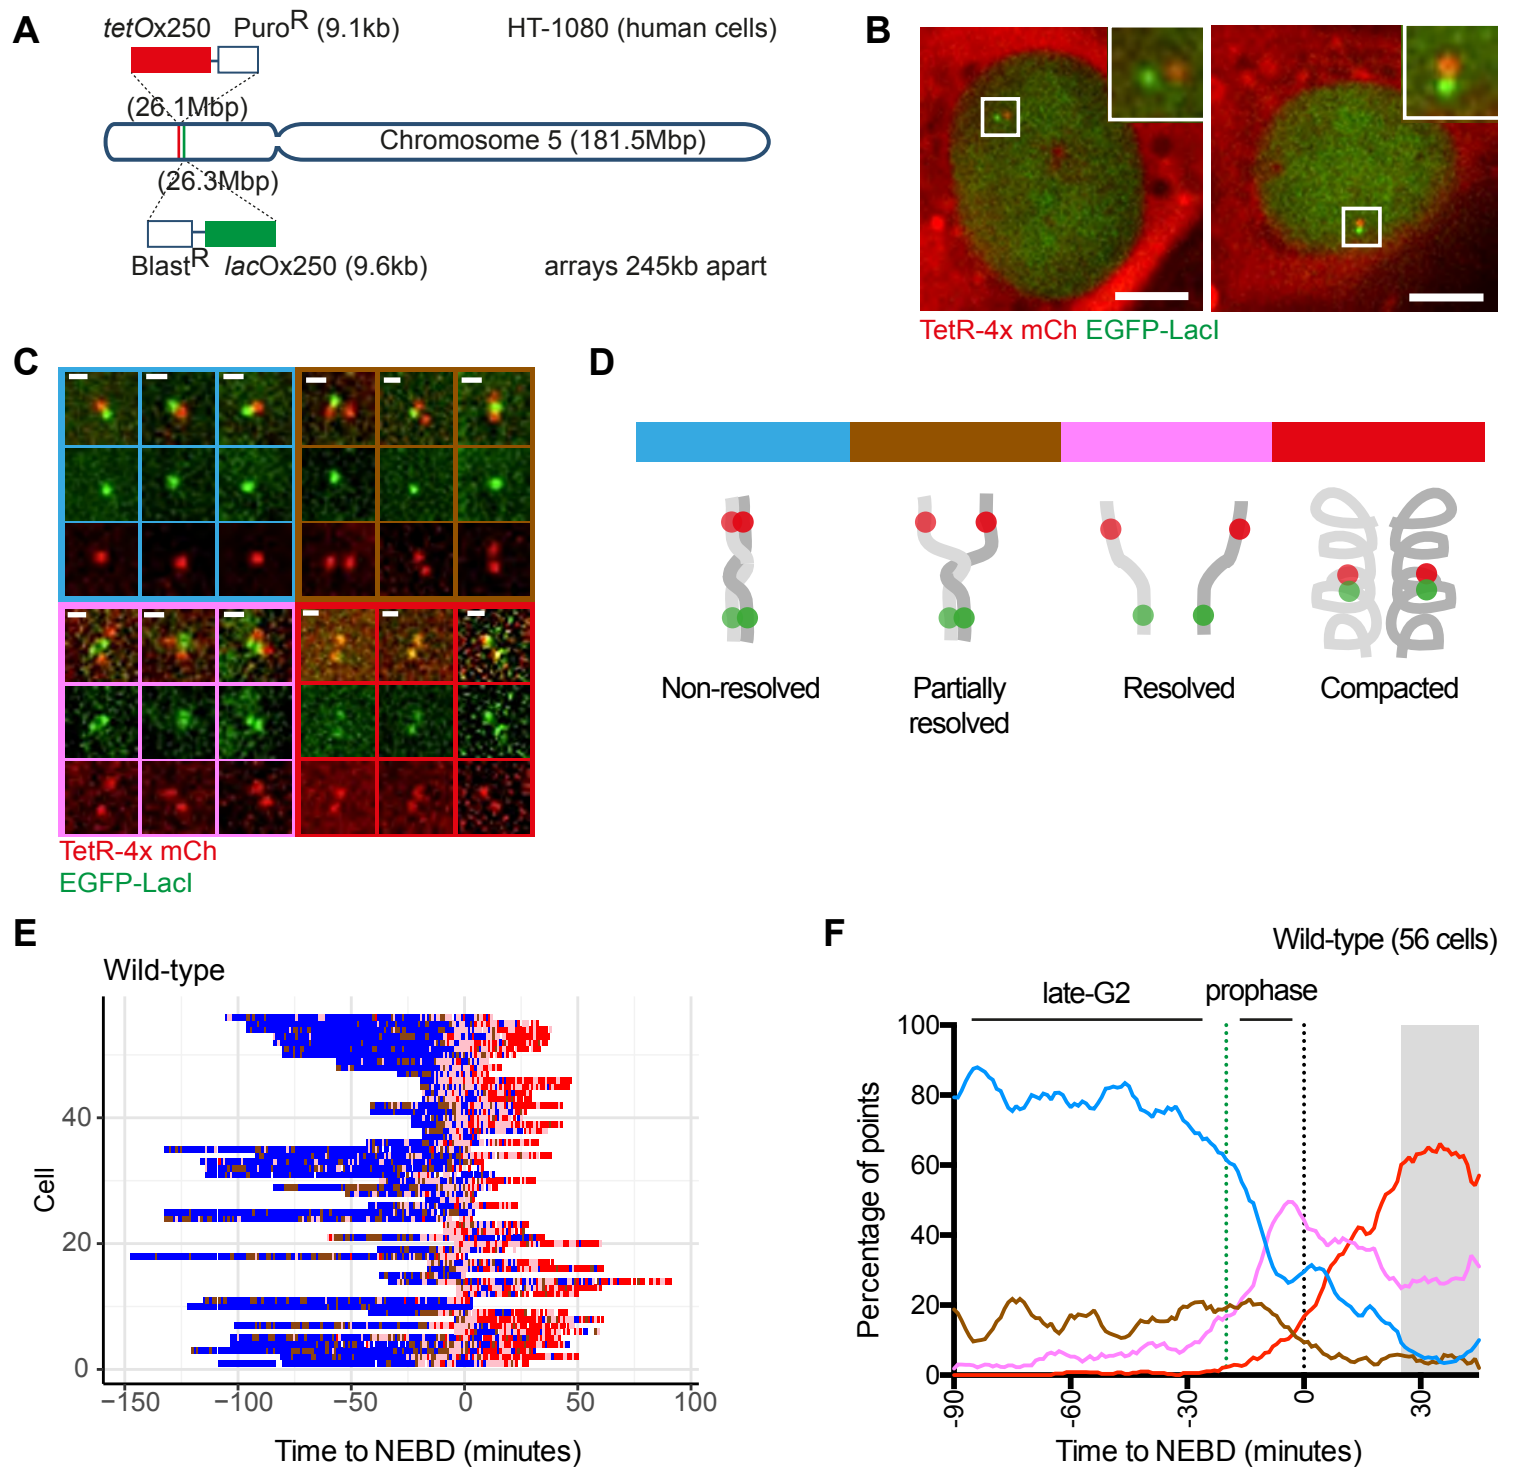 A
tetOx250 Puro^R (9.1kb) HT-1080 (human cells)
(26.1Mbp)
Chromosome 5 (181.5Mbp)
(26.3Mbp)
Blast^R lacOx250 (9.6kb) arrays 245kb apart
B
TetR-4x mCh EGFP-LacI
C
TetR-4x mCh
EGFP-LacI
D
Non-resolved
Partially
resolved
Resolved
Compacted
E
Wild-type
Cell
40
20
0
−150 −100 −50 0 50 100
Time to NEBD (minutes)
F
Wild-type (56 cells)
late-G2 prophase
Percentage of points
100
80
60
40
20
0
-90 -60 -30 0 30
Time to NEBD (minutes)